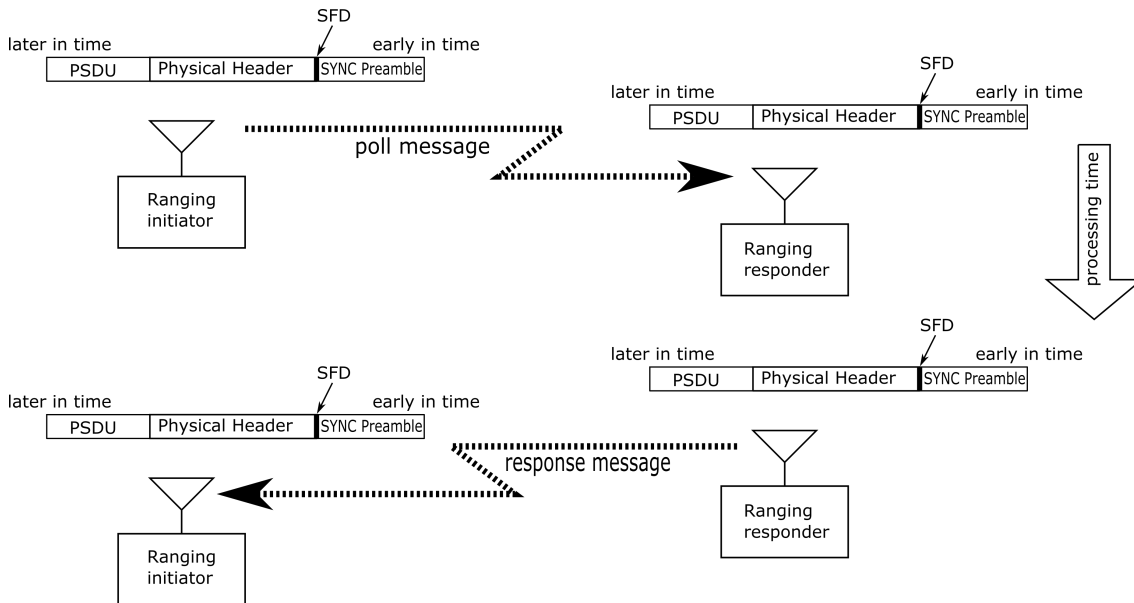 SFD
later in time
early in time
PSDU
Physical Header
SYNC Preamble
poll message
Ranging
initiator
SFD
later in time
early in time
PSDU
Physical Header
SYNC Preamble
Ranging
responder
processing time
SFD
later in time
early in time
PSDU
Physical Header
SYNC Preamble
Ranging
responder
response message
SFD
later in time
early in time
PSDU
Physical Header
SYNC Preamble
Ranging
initiator